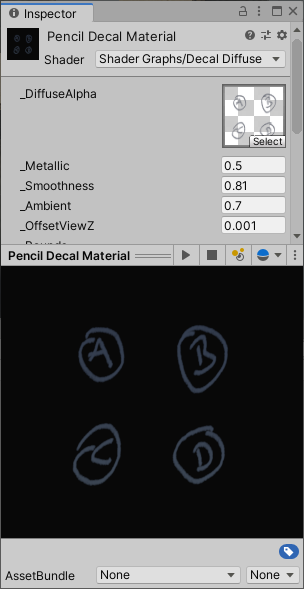 Inspector
Pencil Decal Material
Shader Shader Graphs/Decal Diffuse
_DiffuseAlpha
A B
C D
Select
_Metallic 0.5
_Smoothness 0.81
_Ambient 0.7
_OffsetViewZ 0.001
Pencil Decal Material
A B
C D
AssetBundle None None